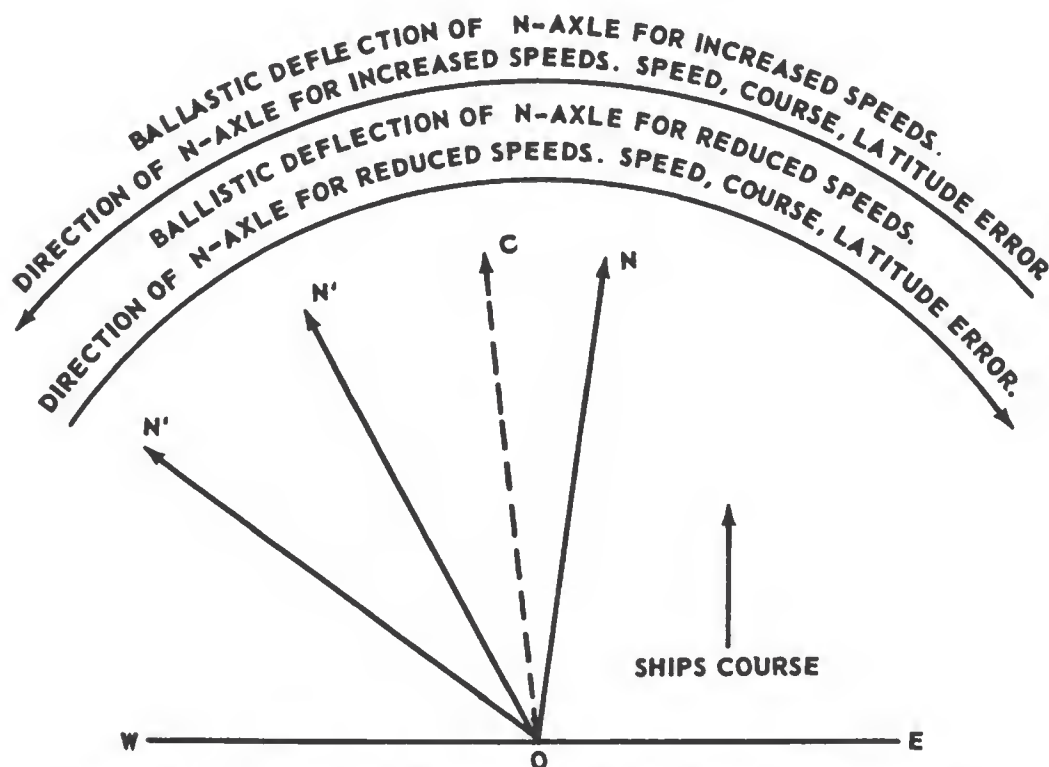 BALLASTIC DEFLECTION OF N-AXLE FOR INCREASED SPEEDS.
DIRECTION OF N-AXLE FOR INCREASED SPEEDS. SPEED, COURSE, LATITUDE ERROR
BALLISTIC DEFLECTION OF N-AXLE FOR REDUCED SPEEDS.
DIRECTION OF N-AXLE FOR REDUCED SPEEDS. SPEED, COURSE, LATITUDE ERROR.
C
N
N'
N'
SHIPS COURSE
W
E
O